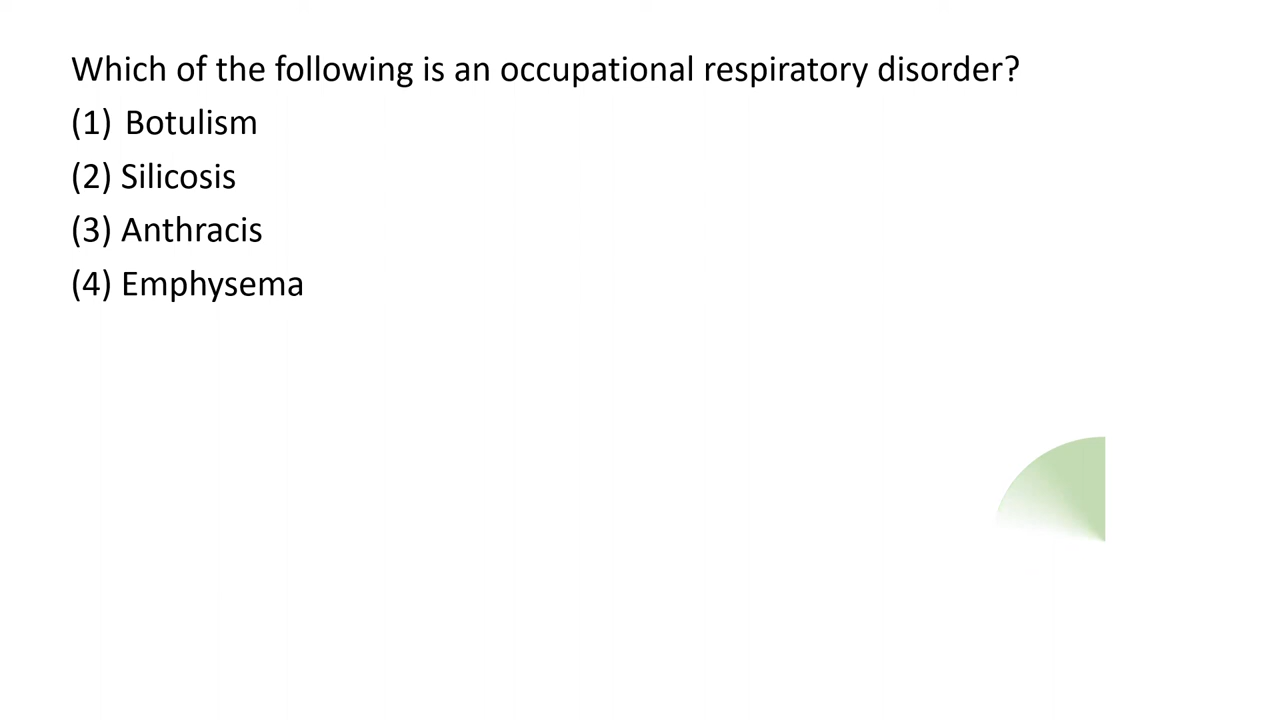 Which of the following is an occupational respiratory disorder?
(1) Botulism
(2) Silicosis
(3) Anthracis
(4) Emphysema